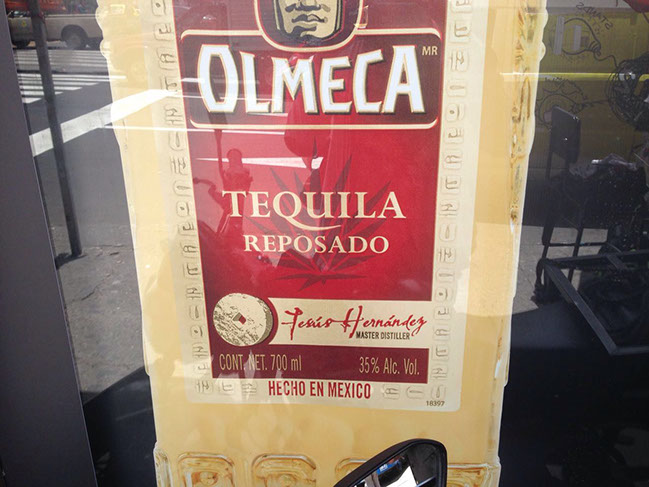 OLMECA MR
TEQUILA
REPOSADO
Jesús Hernández
MASTER DISTILLER
CONT. NET. 700 ml 35% Alc. Vol.
HECHO EN MEXICO
18397